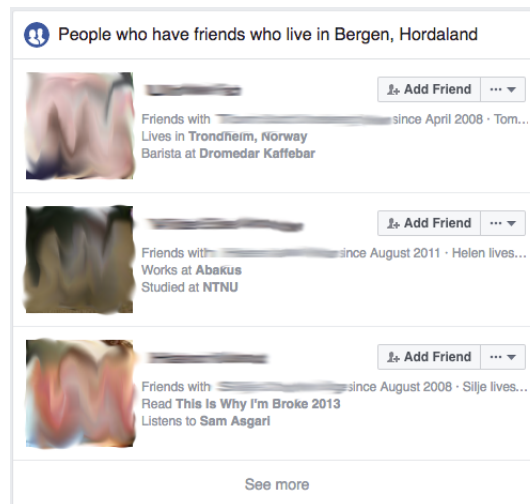 People who have friends who live in Bergen, Hordaland
Add Friend
Friends with since April 2008 · Tom...
Lives in Trondheim, Norway
Barista at Dromedar Kaffebar
Add Friend
Friends with since August 2011 · Helen lives...
Works at Abakus
Studied at NTNU
Add Friend
Friends with since August 2008 · Silje lives...
Read This Is Why I'm Broke 2013
Listens to Sam Asgari
See more